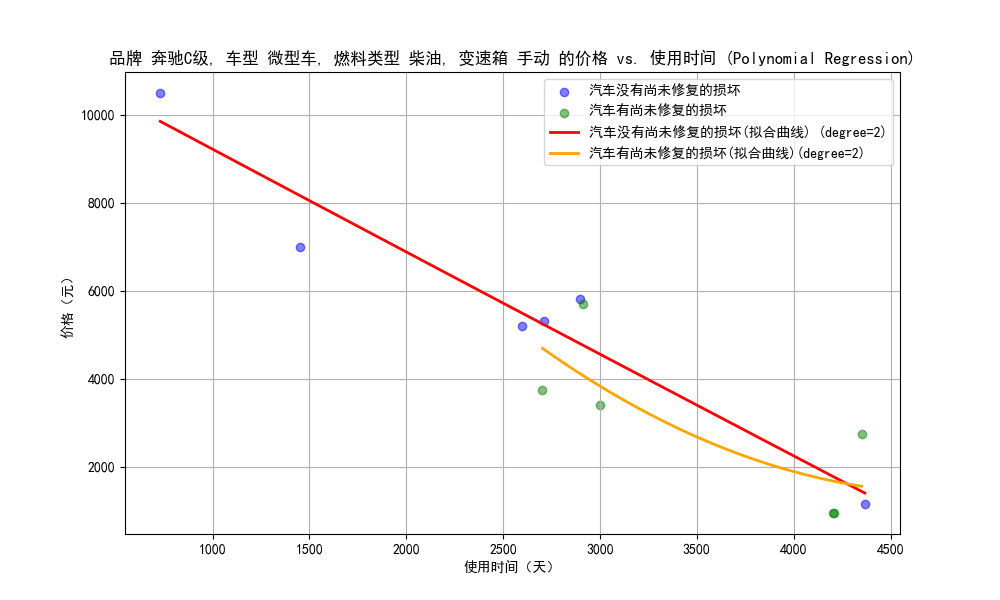 品牌 奔驰C级, 车型 微型车, 燃料类型 柴油, 变速箱 手动 的价格 vs. 使用时间 (Polynomial Regression)
汽车没有尚未修复的损坏
汽车有尚未修复的损坏
汽车没有尚未修复的损坏(拟合曲线) (degree=2)
汽车有尚未修复的损坏(拟合曲线)(degree=2)
价格（元）
10000
8000
6000
4000
2000
1000
1500
2000
2500
3000
3500
4000
4500
使用时间（天）